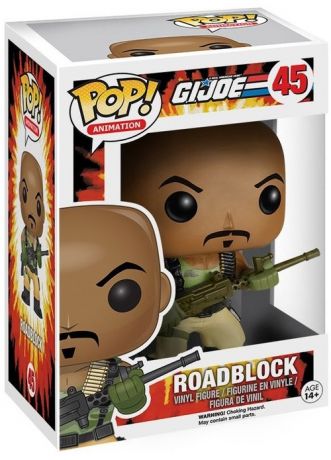 POP!
ANIMATION
G.I. JOE
45
ROADBLOCK
VINYL FIGURE / FIGURINE EN VINYLE /
FIGURA DE VINIL
WARNING! Choking Hazard.
May contain small parts.
AGE
14+
45
ROADBLOCK